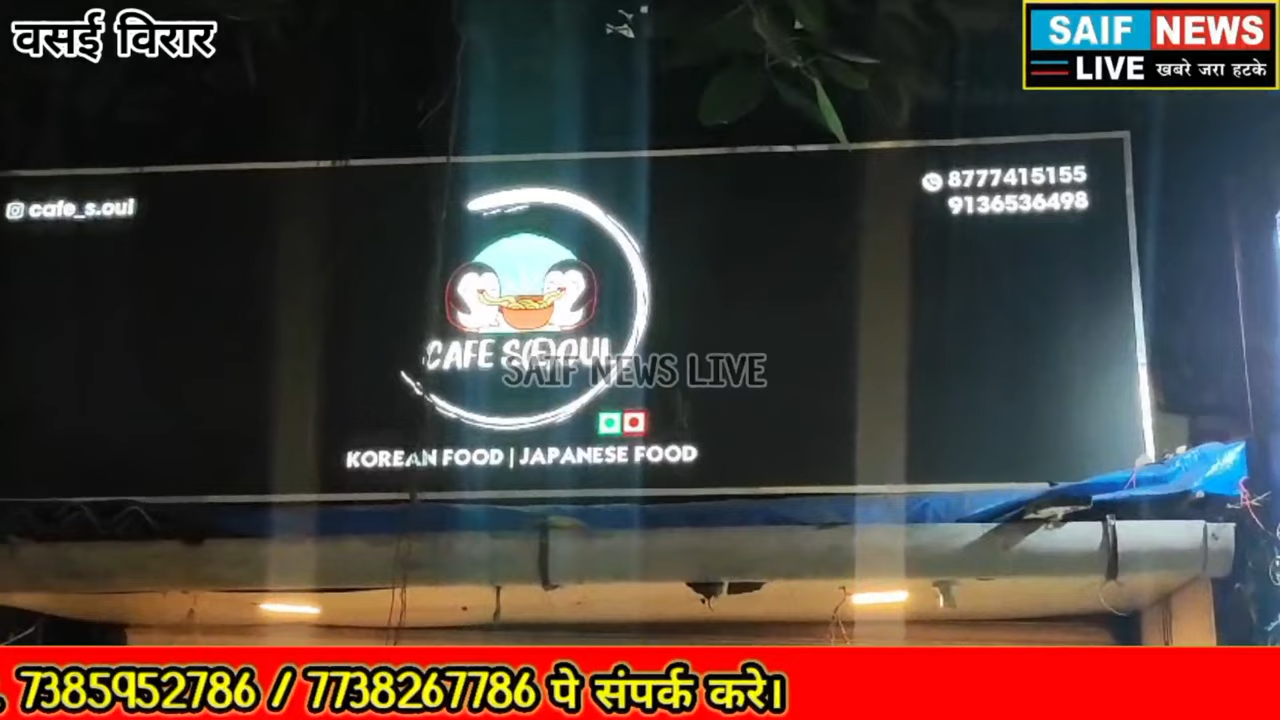 वसई विरार
SAIF NEWS
LIVE खबरे जरा हटके
cafe_s.oul
8777415155
9136536498
CAFE S(E)OUL
SAIF NEWS LIVE
KOREAN FOOD | JAPANESE FOOD
. 7385952786 / 7738267786 पे संपर्क करे।